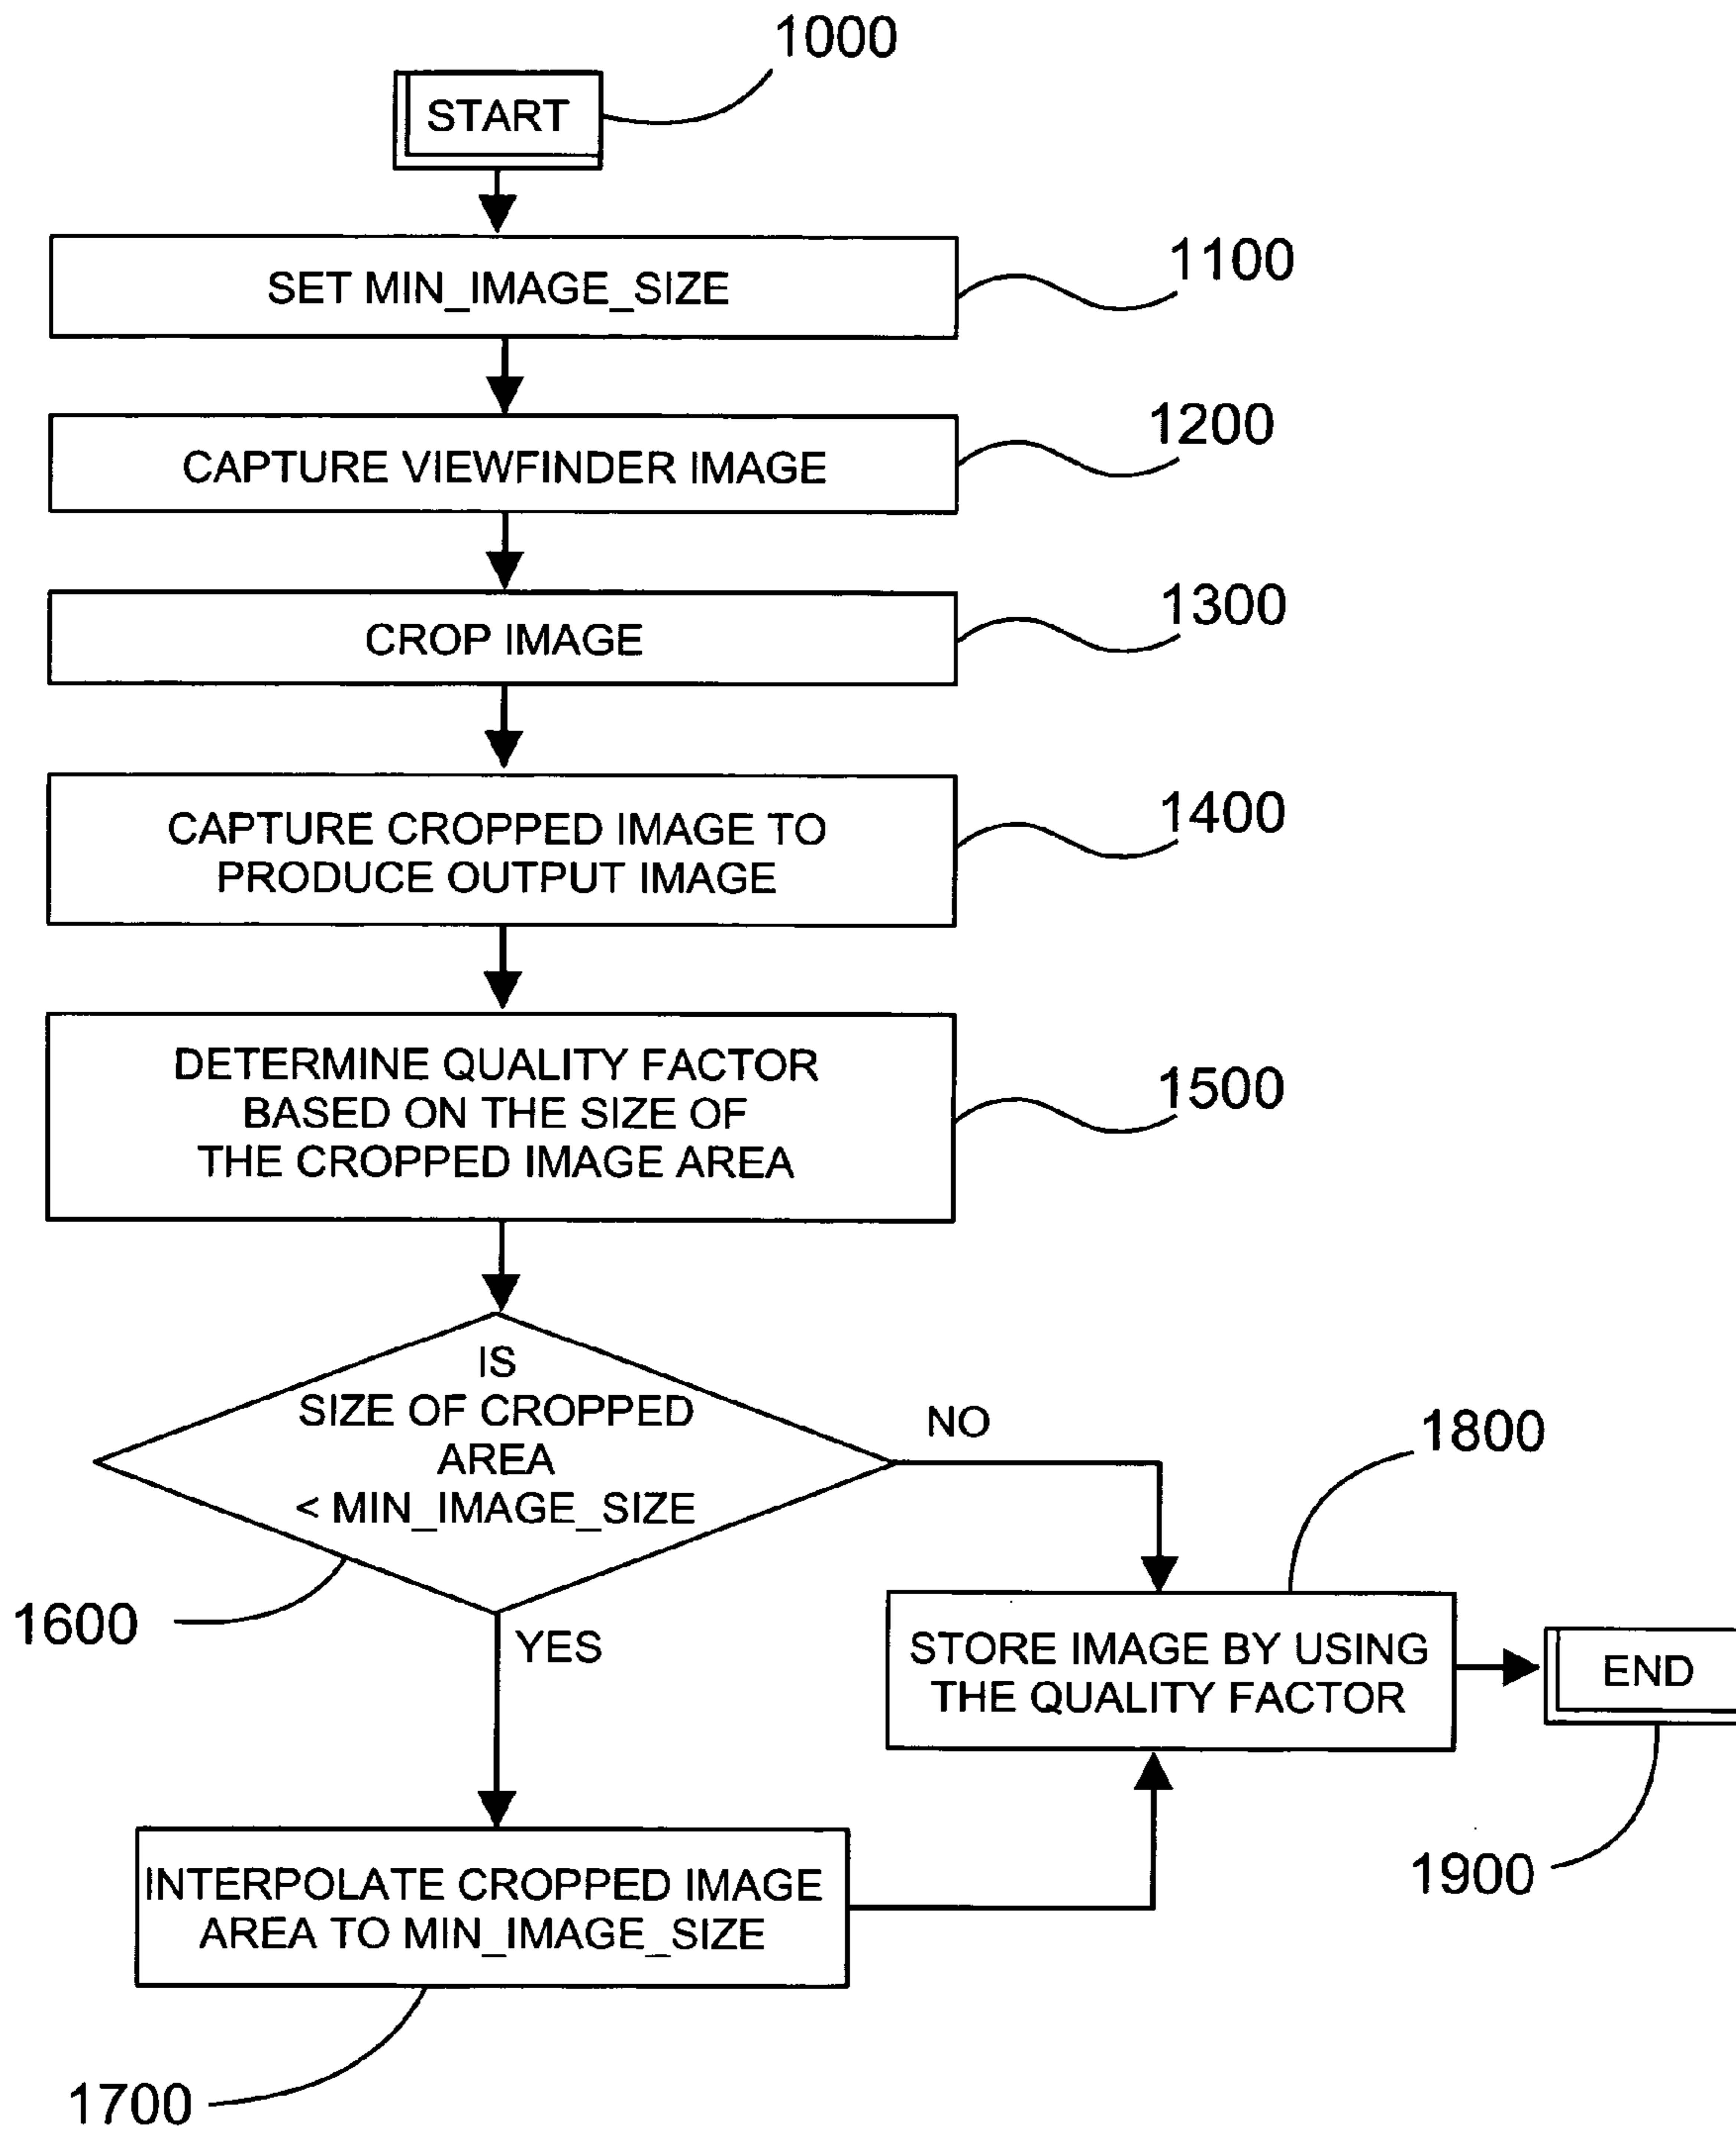 1000
START
SET MIN_IMAGE_SIZE
1100
CAPTURE VIEWFINDER IMAGE
1200
CROP IMAGE
1300
CAPTURE CROPPED IMAGE TO
PRODUCE OUTPUT IMAGE
1400
DETERMINE QUALITY FACTOR
BASED ON THE SIZE OF
THE CROPPED IMAGE AREA
1500
IS
SIZE OF CROPPED
AREA
< MIN_IMAGE_SIZE
1600
NO
YES
1800
STORE IMAGE BY USING
THE QUALITY FACTOR
END
1900
INTERPOLATE CROPPED IMAGE
AREA TO MIN_IMAGE_SIZE
1700